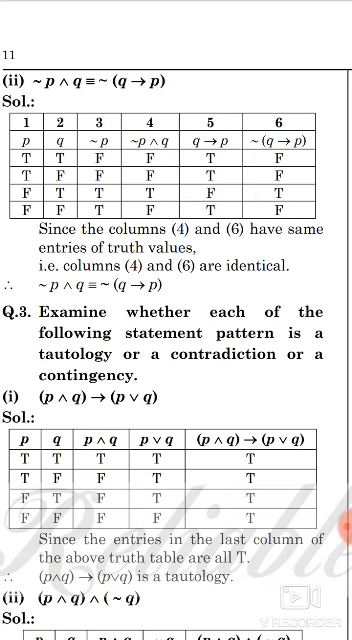 11
(ii) ~ p ∧ q ≡ ~ (q → p)
Sol.:
1 2 3 4 5 6
p q ~ p ~p ∧ q q → p ~ (q → p)
T T F F T F
T F F F T F
F T T T F T
F F T F T F
Since the columns (4) and (6) have same
entries of truth values,
i.e. columns (4) and (6) are identical.
∴ ~ p ∧ q ≡ ~ (q → p)
Q.3. Examine whether each of the
following statement pattern is a
tautology or a contradiction or a
contingency.
(i) (p ∧ q) → (p ∨ q)
Sol.:
p q p ∧ q p ∨ q (p ∧ q) → (p ∨ q)
T T T T T
T F F T T
F T F T T
F F F F T
Since the entries in the last column of
the above truth table are all T.
∴ (p∧q) → (p∨q) is a tautology.
(ii) (p ∧ q) ∧ ( ~ q)
Sol.:
V RECORDER